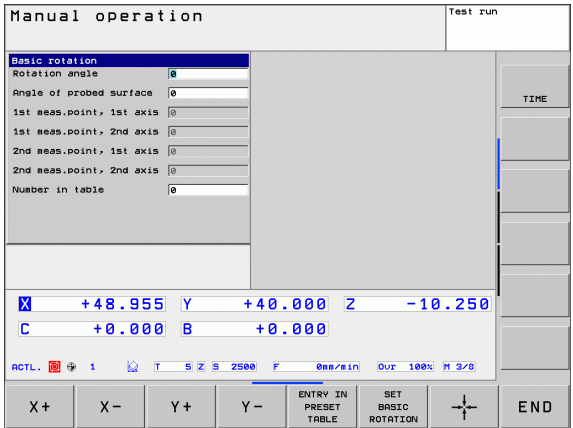 Manual operation
Test run
Basic rotation
Rotation angle 0
Angle of probed surface 0
1st meas.point, 1st axis 0
1st meas.point, 2nd axis 0
2nd meas.point, 1st axis 0
2nd meas.point, 2nd axis 0
Number in table 0
TIME
X +48.955 Y +40.000 Z -10.250
C +0.000 B +0.000
ACTL. 1 T 5 Z S 2500 F 0mm/min Ovr 100% M 3/8
X+
X-
Y+
Y-
ENTRY IN
PRESET
TABLE
SET
BASIC
ROTATION
END